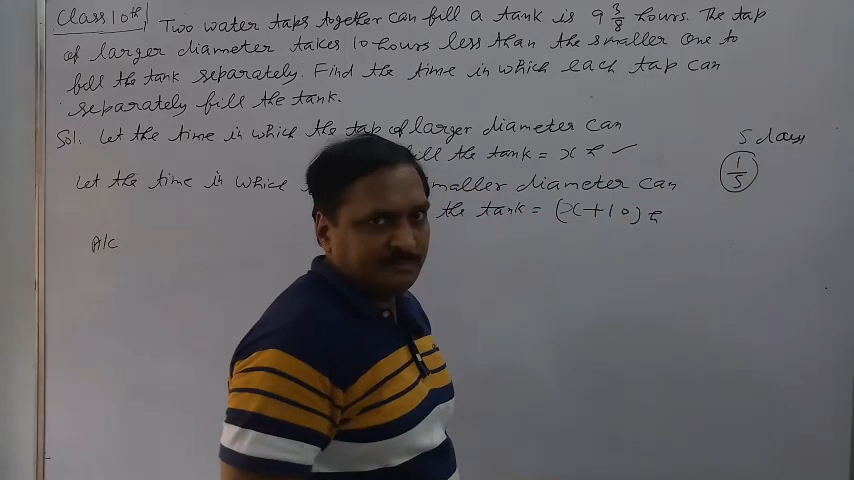 Class 10th
Two water taps together can fill a tank is 9 3/8 hours. The tap
of larger diameter takes 10 hours less than the smaller one to
fill the tank separately. Find the time in which each tap can
separately fill the tank.
Sol. Let the time in which the tap of larger diameter can
fill the tank = x h ✓
Let the time in which smaller diameter can
the tank = (x+10) h
A/c
5 days
1/5